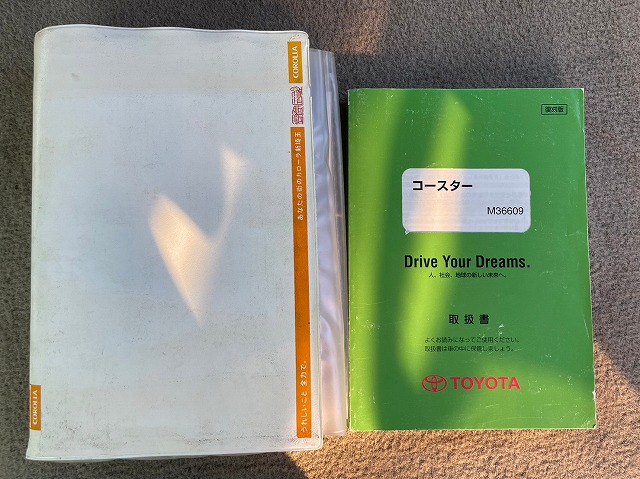 COROLLA
あなたの街のカローラ新埼玉
うれしいこと 全力で。
COROLLA
復刻版
コースター
M36609
Drive Your Dreams.
人、社会、地球の新しい未来へ。
取扱書
よくお読みになってご使用ください。
取扱書は車の中に保管しましょう。
TOYOTA